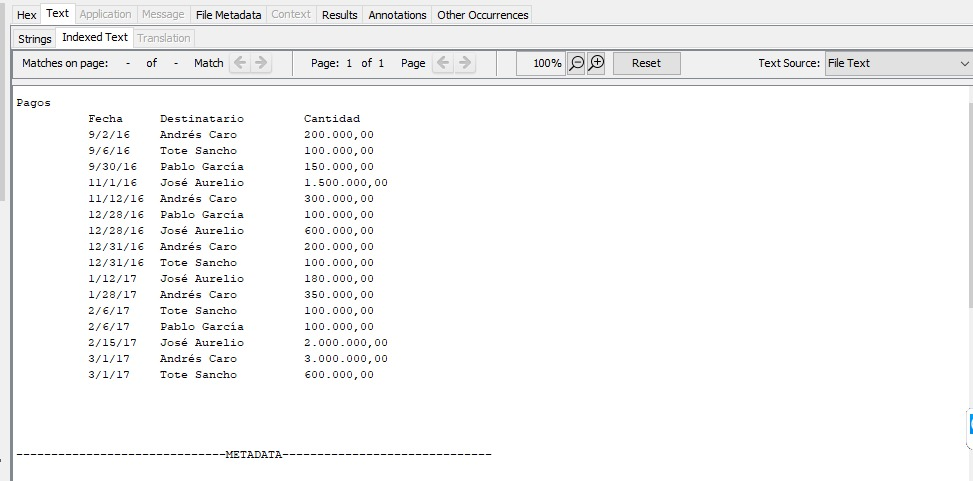 Hex Text Application Message File Metadata Context Results Annotations Other Occurrences
Strings Indexed Text Translation
Matches on page: - of - Match Page: 1 of 1 Page 100% Reset Text Source: File Text
Pagos
Fecha Destinatario Cantidad
9/2/16 Andrés Caro 200.000,00
9/6/16 Tote Sancho 100.000,00
9/30/16 Pablo García 150.000,00
11/1/16 José Aurelio 1.500.000,00
11/12/16 Andrés Caro 300.000,00
12/28/16 Pablo García 100.000,00
12/28/16 José Aurelio 600.000,00
12/31/16 Andrés Caro 200.000,00
12/31/16 Tote Sancho 100.000,00
1/12/17 José Aurelio 180.000,00
1/28/17 Andrés Caro 350.000,00
2/6/17 Tote Sancho 100.000,00
2/6/17 Pablo García 100.000,00
2/15/17 José Aurelio 2.000.000,00
3/1/17 Andrés Caro 3.000.000,00
3/1/17 Tote Sancho 600.000,00
------------------------------METADATA------------------------------